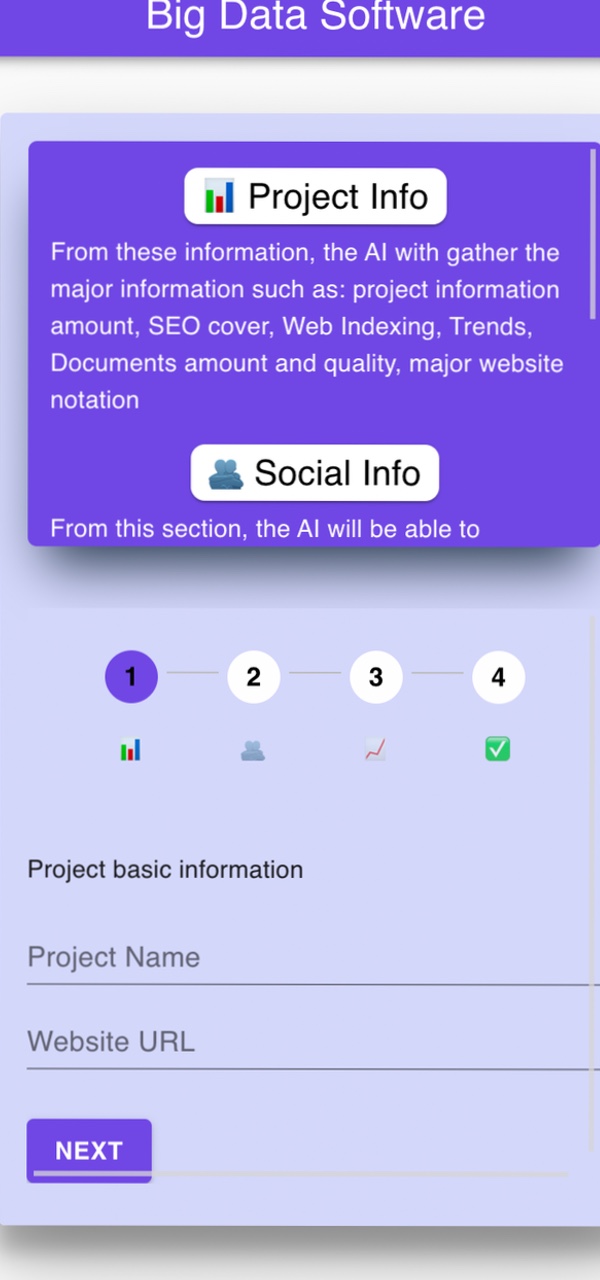 Big Data Software
Project Info
From these information, the AI with gather the
major information such as: project information
amount, SEO cover, Web Indexing, Trends,
Documents amount and quality, major website
notation
Social Info
From this section, the AI will be able to
1 2 3 4
Project basic information
Project Name
Website URL
NEXT